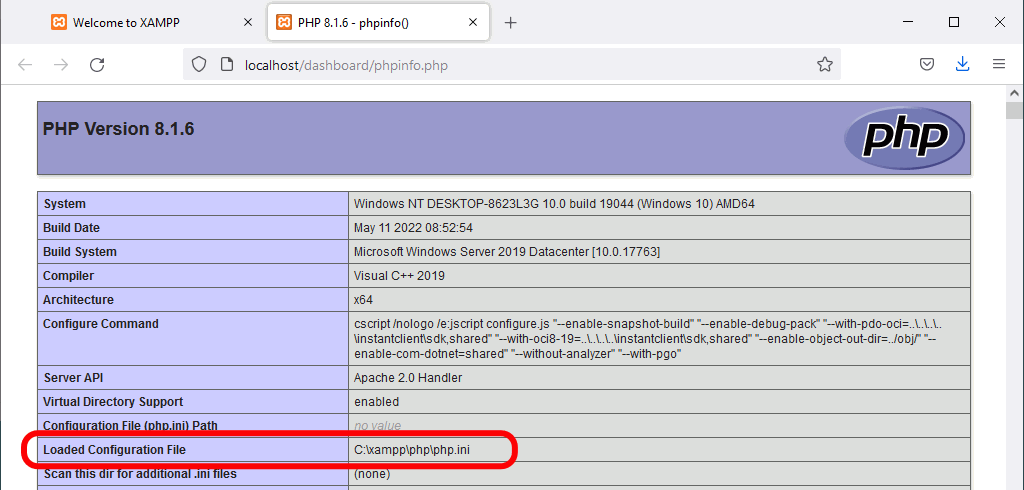 Welcome to XAMPP
PHP 8.1.6 - phpinfo()
localhost/dashboard/phpinfo.php
PHP Version 8.1.6
php
System Windows NT DESKTOP-8623L3G 10.0 build 19044 (Windows 10) AMD64
Build Date May 11 2022 08:52:54
Build System Microsoft Windows Server 2019 Datacenter [10.0.17763]
Compiler Visual C++ 2019
Architecture x64
Configure Command cscript /nologo /e:jscript configure.js "--enable-snapshot-build" "--enable-debug-pack" "--with-pdo-oci=..\..\..\..
\instantclient\sdk,shared" "--with-oci8-19=..\..\..\..\instantclient\sdk,shared" "--enable-object-out-dir=../obj/" "--
enable-com-dotnet=shared" "--without-analyzer" "--with-pgo"
Server API Apache 2.0 Handler
Virtual Directory Support enabled
Configuration File (php.ini) Path no value
Loaded Configuration File C:\xampp\php\php.ini
Scan this dir for additional .ini files (none)